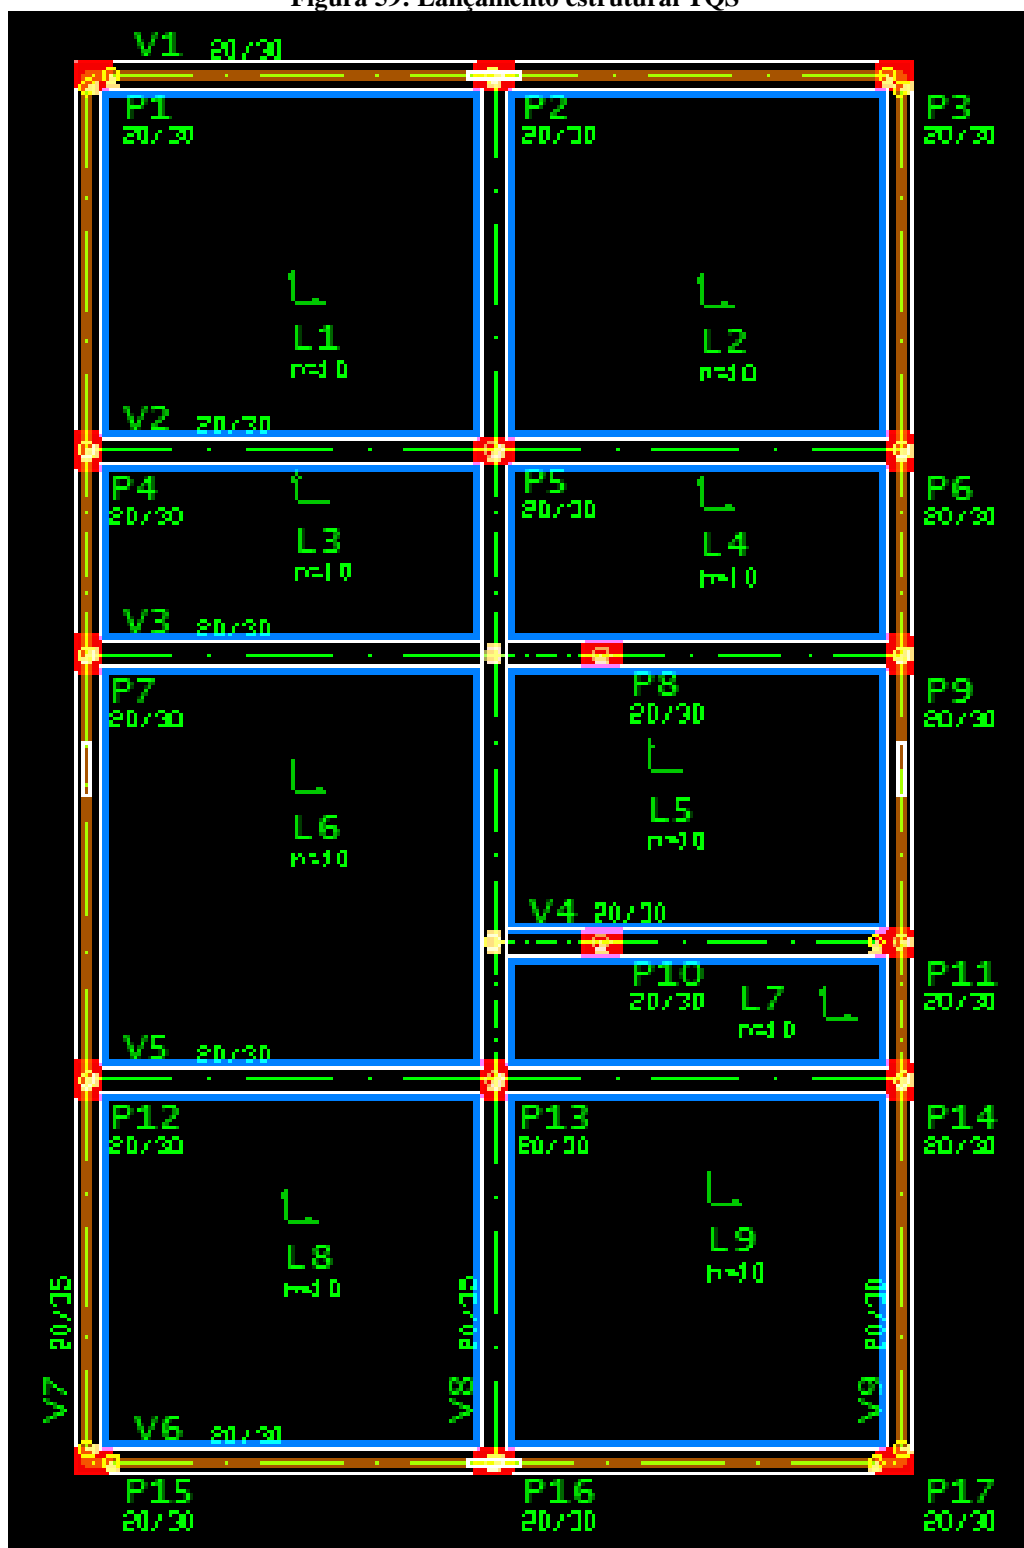 Figura 59: Lançamento estrutural TQS
V1 20/30
P1
20/30
P2
20/30
P3
20/30
L1
h=10
L2
h=10
V2 20/30
P4
20/30
P5
20/30
P6
20/30
L3
h=10
L4
h=10
V3 20/30
P7
20/30
P8
20/30
P9
20/30
L6
h=10
L5
h=10
V4 20/30
P10
20/30
L7
h=10
P11
20/30
V5 20/30
P12
20/30
P13
20/30
P14
20/30
L8
h=10
L9
h=10
V7 20/35
V8 20/35
V9 20/30
V6 20/30
P15
20/30
P16
20/30
P17
20/30